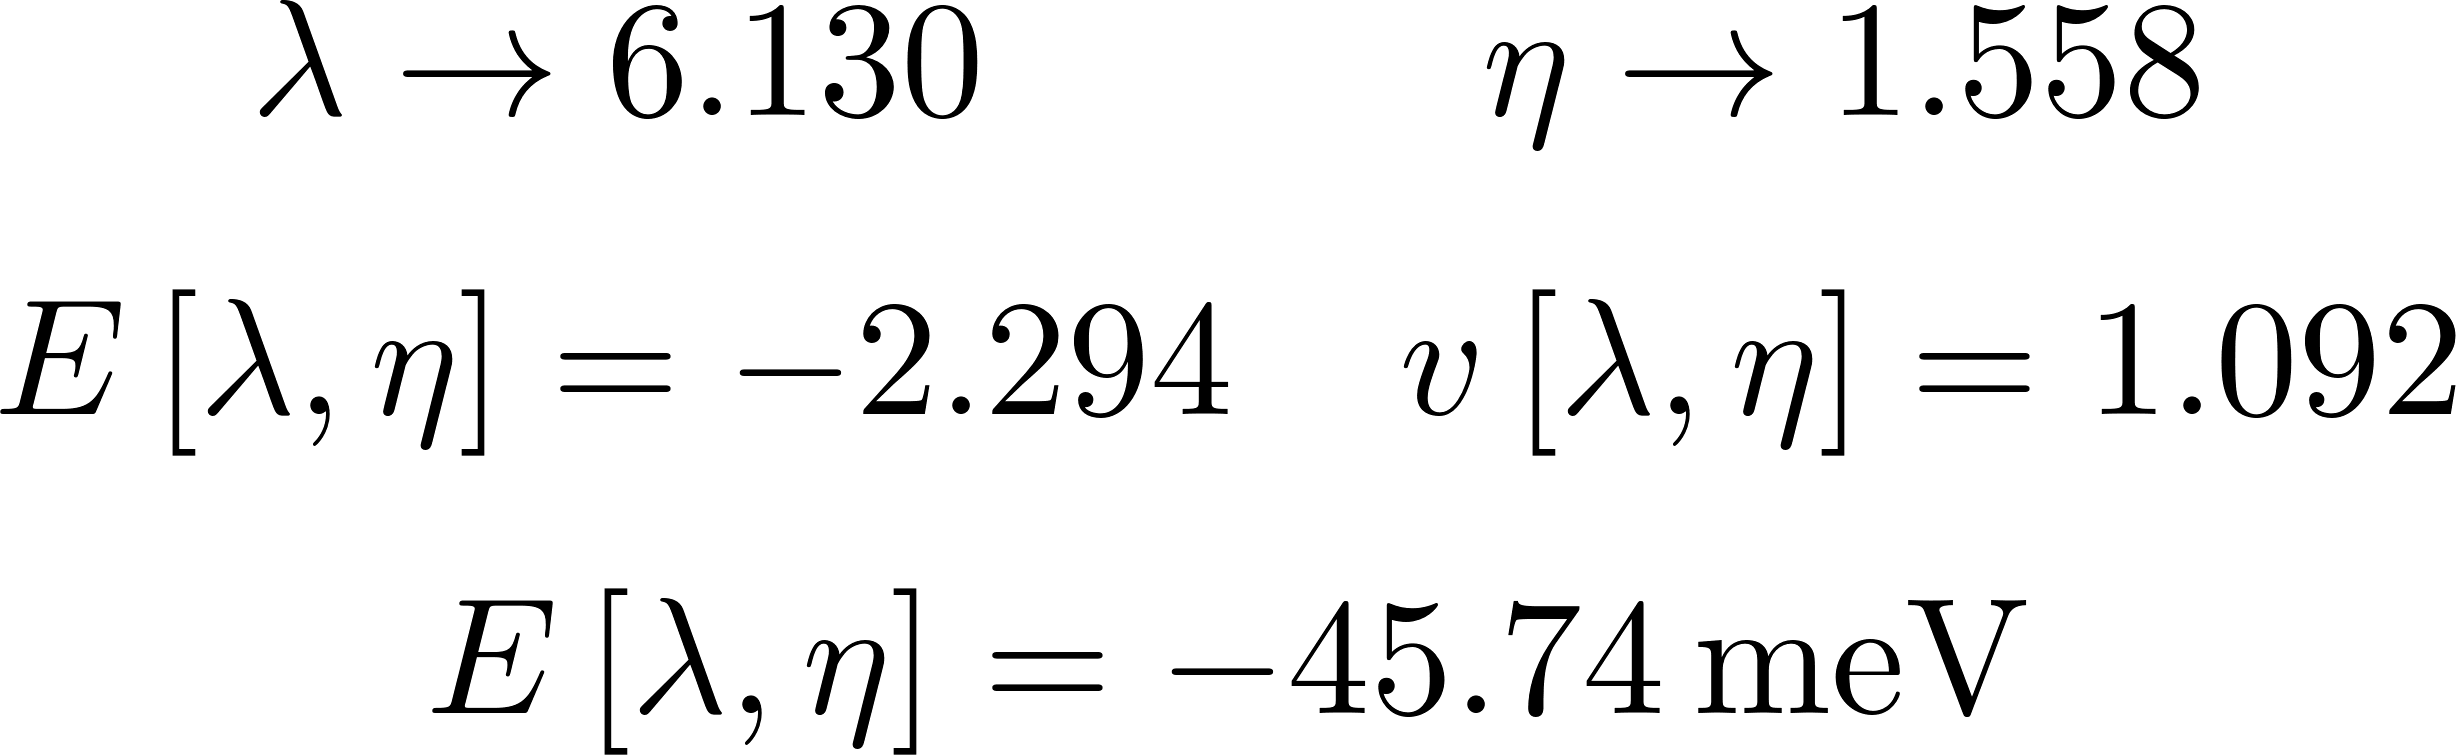 λ → 6.130 η → 1.558
E [λ, η] = −2.294 v [λ, η] = 1.092
E [λ, η] = −45.74 meV